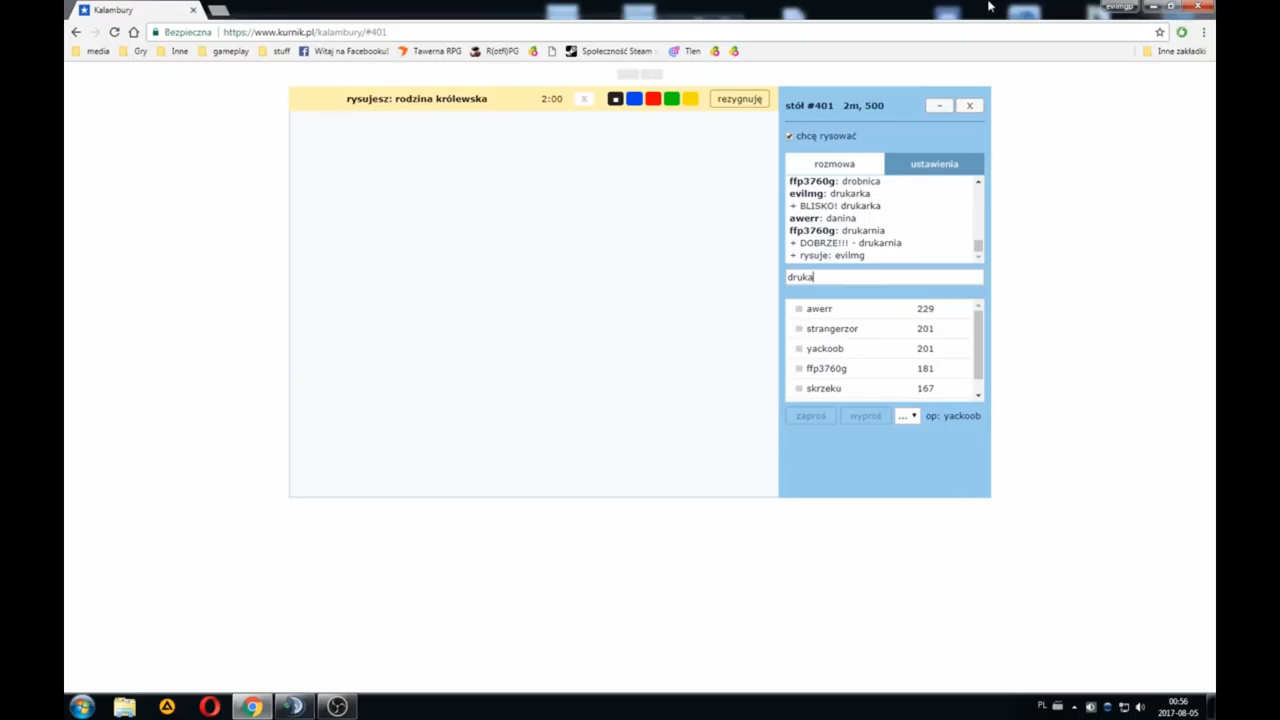 Kalambury
evilmgp
Bezpieczna
https://www.kurnik.pl/kalambury/#401
media
Gry
Inne
gameplay
stuff
Witaj na Facebooku!
Tawerna RPG
R(otfl)PG
Społeczność Steam ::
Tlen
Inne zakładki
rysujesz: rodzina królewska
2:00
x
rezygnuję
stół #401 2m, 500
–
X
chcę rysować
rozmowa
ustawienia
ffp3760g: drobnica
evilmg: drukarka
+ BLISKO! drukarka
awerr: danina
ffp3760g: drukarnia
+ DOBRZE!!! - drukarnia
+ rysuje: evilmg
druka
awerr 229
strangerzor 201
yackoob 201
ffp3760g 181
skrzeku 167
zaproś
wyproś
...
op: yackoob
PL
00:56
2017-08-05